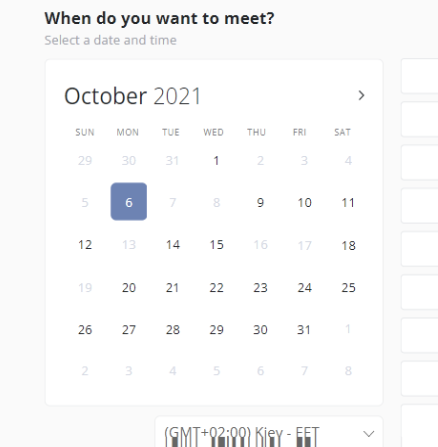 When do you want to meet?
Select a date and time
October 2021
SUN MON TUE WED THU FRI SAT
29 30 31 1 2 3 4
5 6 7 8 9 10 11
12 13 14 15 16 17 18
19 20 21 22 23 24 25
26 27 28 29 30 31 1
2 3 4 5 6 7 8
(GMT+02:00) Kiev - EET